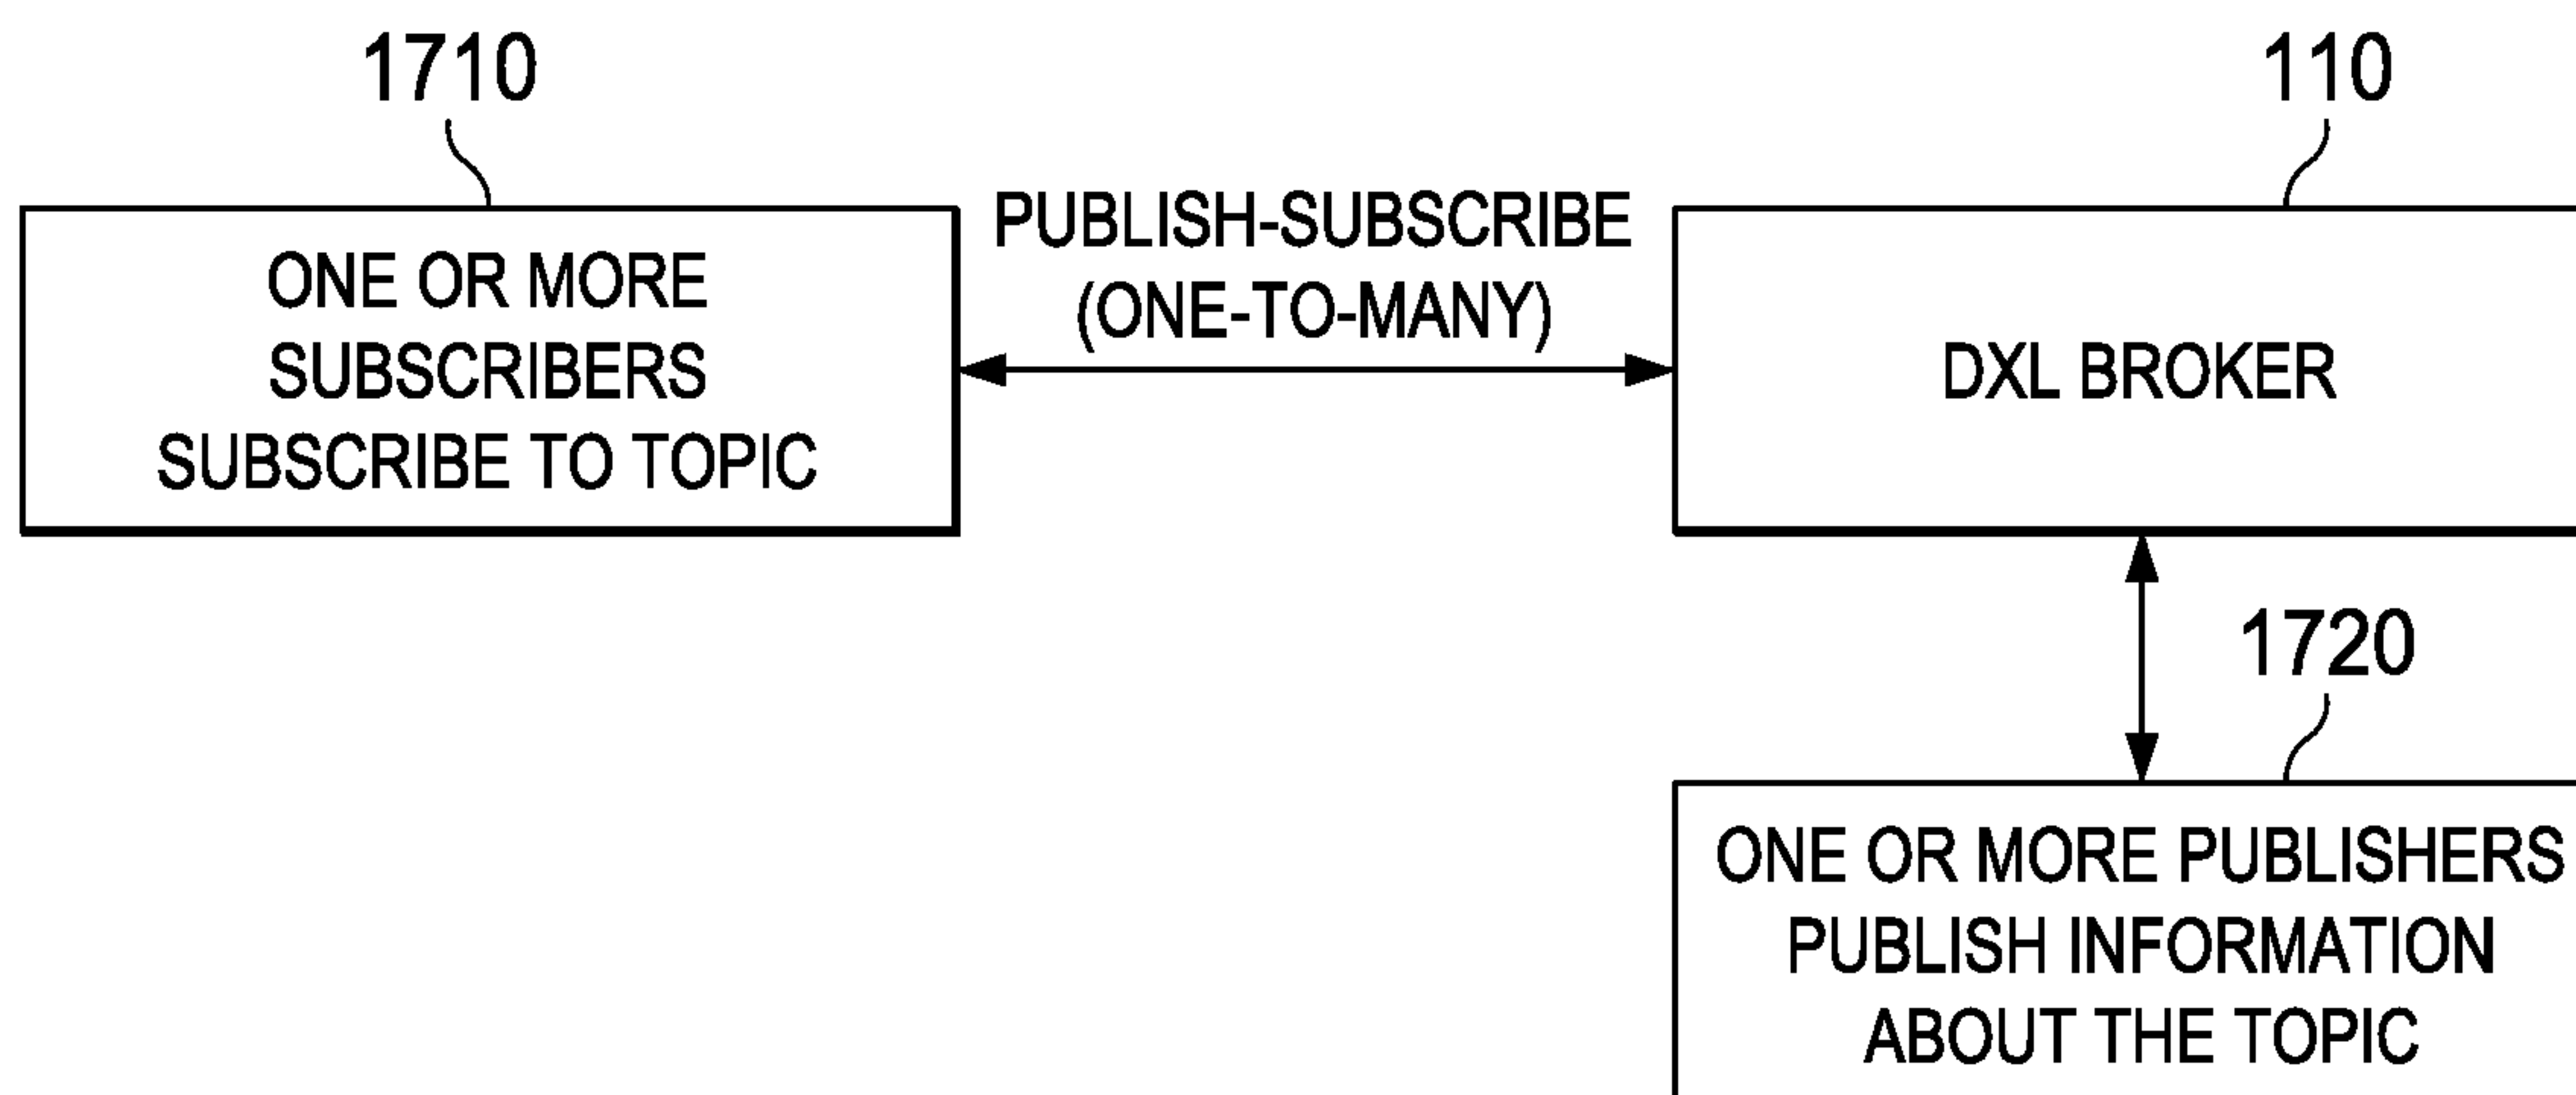 1710
110
ONE OR MORE
SUBSCRIBERS
SUBSCRIBE TO TOPIC
PUBLISH-SUBSCRIBE
(ONE-TO-MANY)
DXL BROKER
1720
ONE OR MORE PUBLISHERS
PUBLISH INFORMATION
ABOUT THE TOPIC